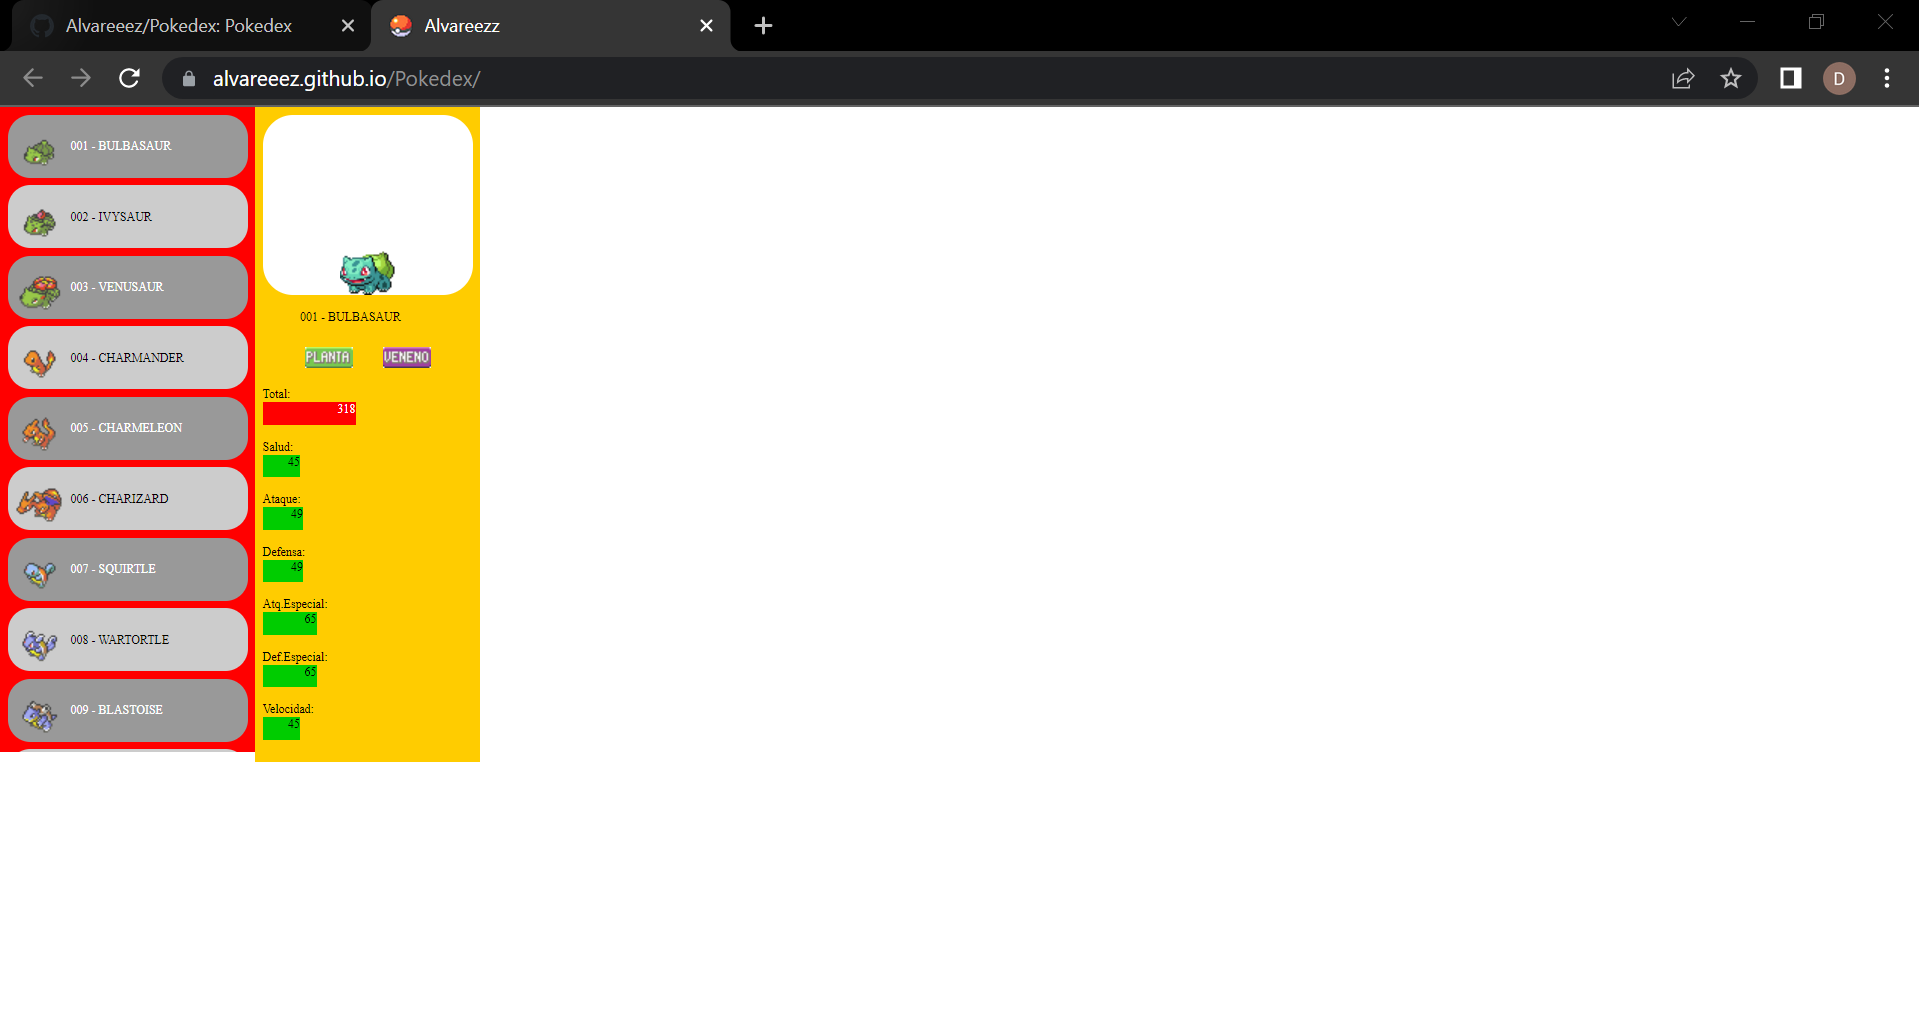 Alvareeez/Pokedex: Pokedex
Alvareezz
alvareeez.github.io/Pokedex/
D
001 - BULBASAUR
002 - IVYSAUR
003 - VENUSAUR
004 - CHARMANDER
005 - CHARMELEON
006 - CHARIZARD
007 - SQUIRTLE
008 - WARTORTLE
009 - BLASTOISE
001 - BULBASAUR
PLANTA VENENO
Total:
318
Salud:
45
Ataque:
49
Defensa:
49
Atq.Especial:
65
Def.Especial:
65
Velocidad:
45